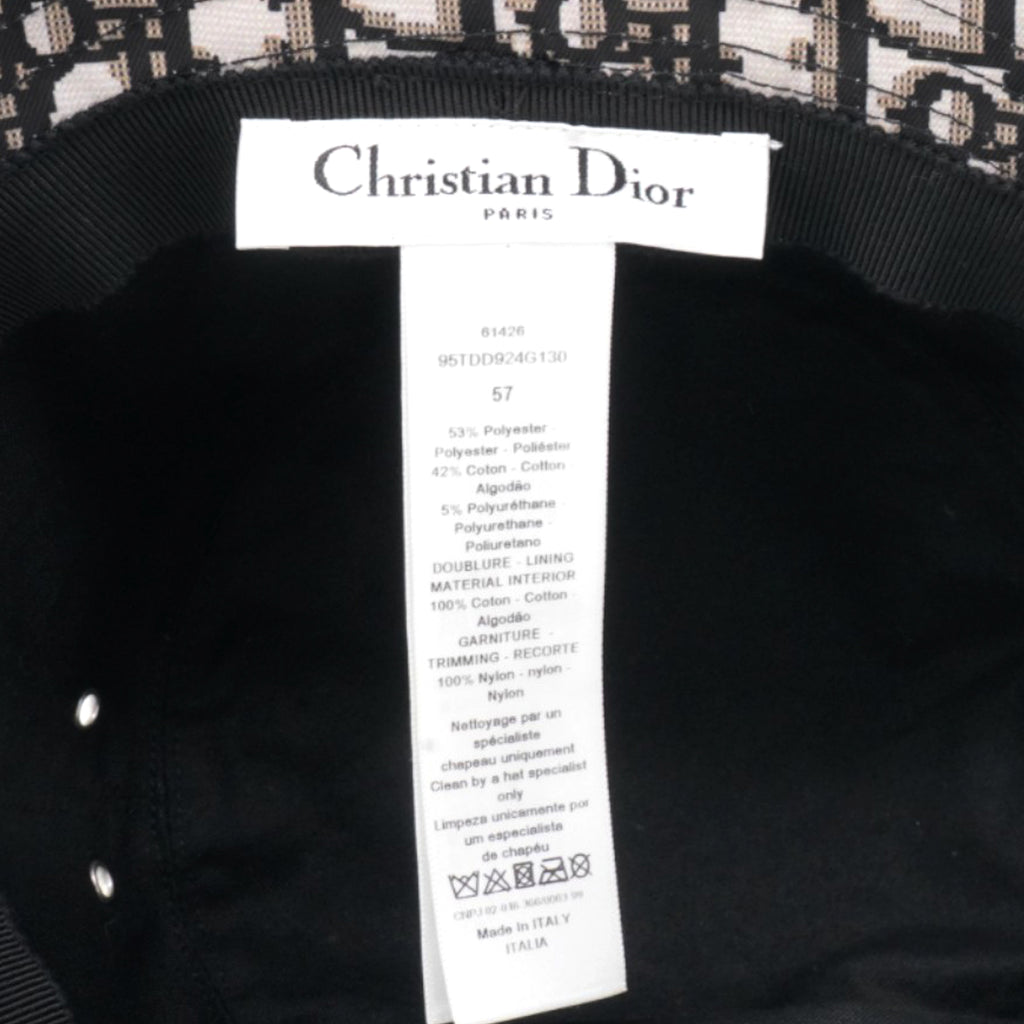 Christian Dior
PARIS
61426
95TDD924G130
57
53% Polyester -
Polyester - Poliéster
42% Coton - Cotton -
Algodão
5% Polyuréthane -
Polyurethane -
Poliuretano
DOUBLURE - LINING
MATERIAL INTERIOR
100% Coton - Cotton -
Algodão
GARNITURE -
TRIMMING - RECORTE
100% Nylon - nylon -
Nylon
Nettoyage par un
spécialiste
chapeau uniquement
Clean by a hat specialist
only
Limpeza unicamente por
um especialista
de chapéu
CNPJ
Made In ITALY
ITALIA